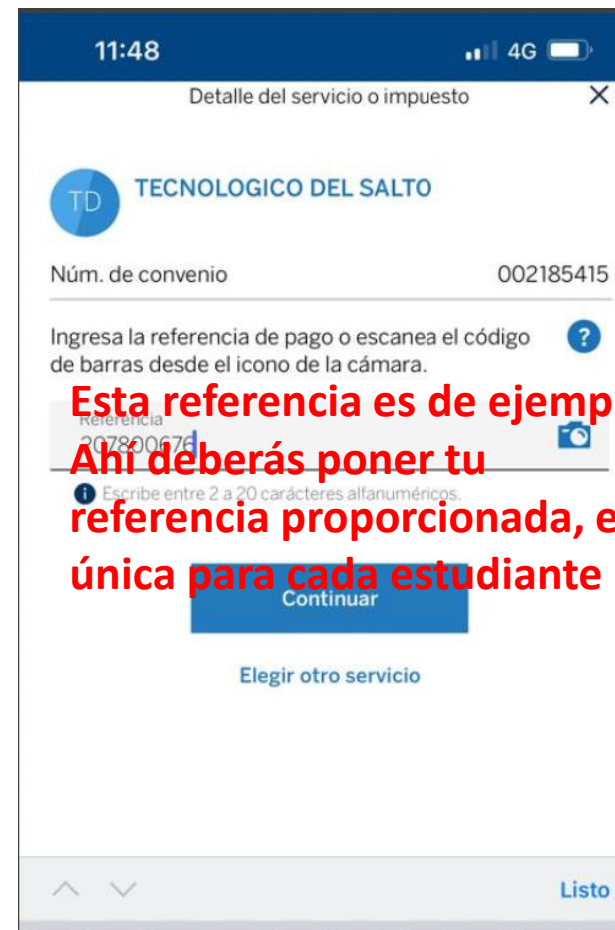 11:48
4G
Detalle del servicio o impuesto
TD
TECNOLOGICO DEL SALTO
Núm. de convenio 002185415
Ingresa la referencia de pago o escanea el código ?
de barras desde el icono de la cámara.
Esta referencia es de ejemp
Referencia
207800676
Ahí deberás poner tu
Escribe entre 2 a 20 carácteres alfanuméricos.
referencia proporcionada, e
única para cada estudiante
Continuar
Elegir otro servicio
Listo